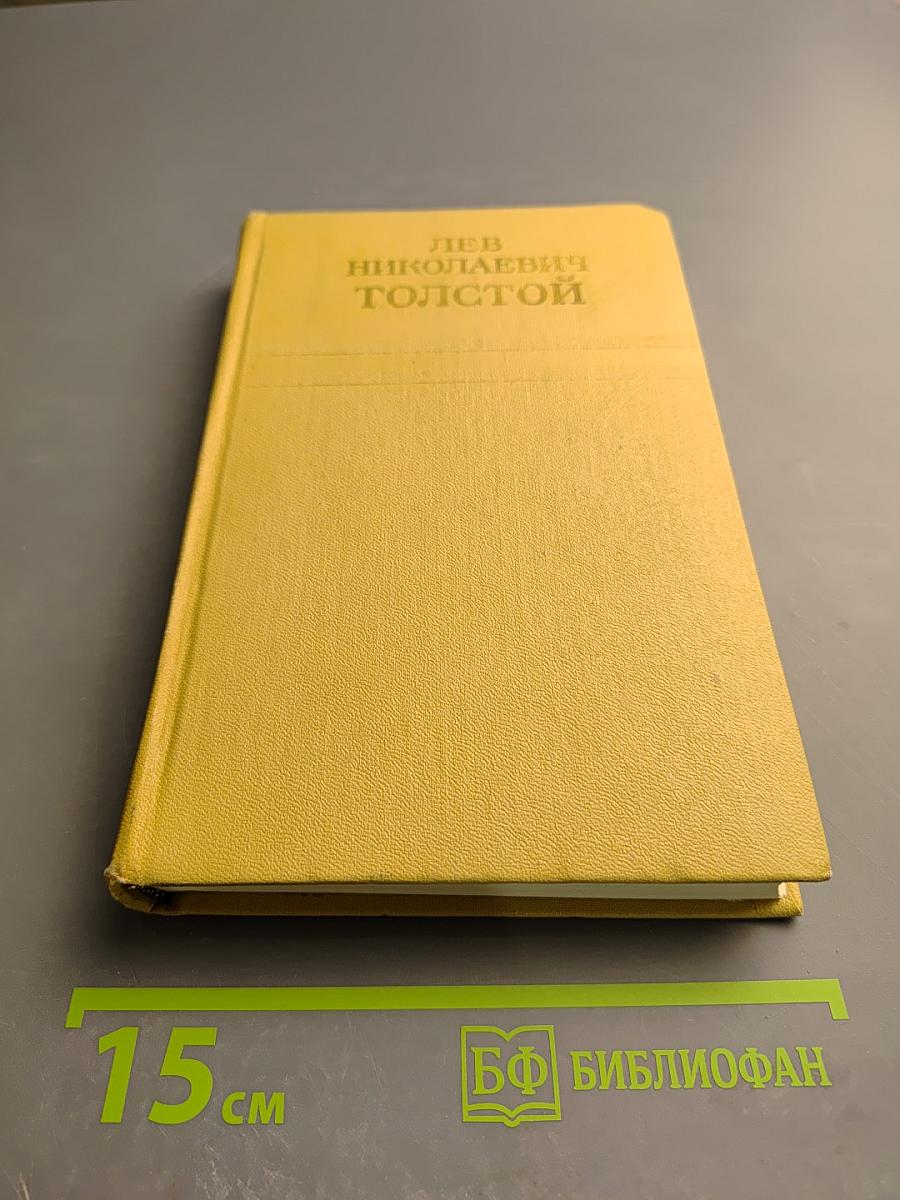 ЛЕВ
НИКОЛАЕВИЧ
ТОЛСТОЙ
15 см
БФ БИБЛИОФАН